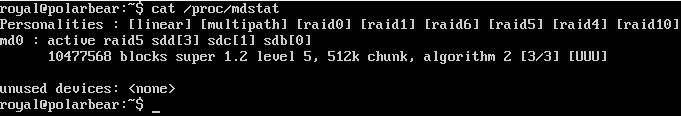 royal@polarbear:~$ cat /proc/mdstat
Personalities : [linear] [multipath] [raid0] [raid1] [raid6] [raid5] [raid4] [raid10]
md0 : active raid5 sdd[3] sdc[1] sdb[0]
      10477568 blocks super 1.2 level 5, 512k chunk, algorithm 2 [3/3] [UUU]

unused devices: <none>
royal@polarbear:~$ _